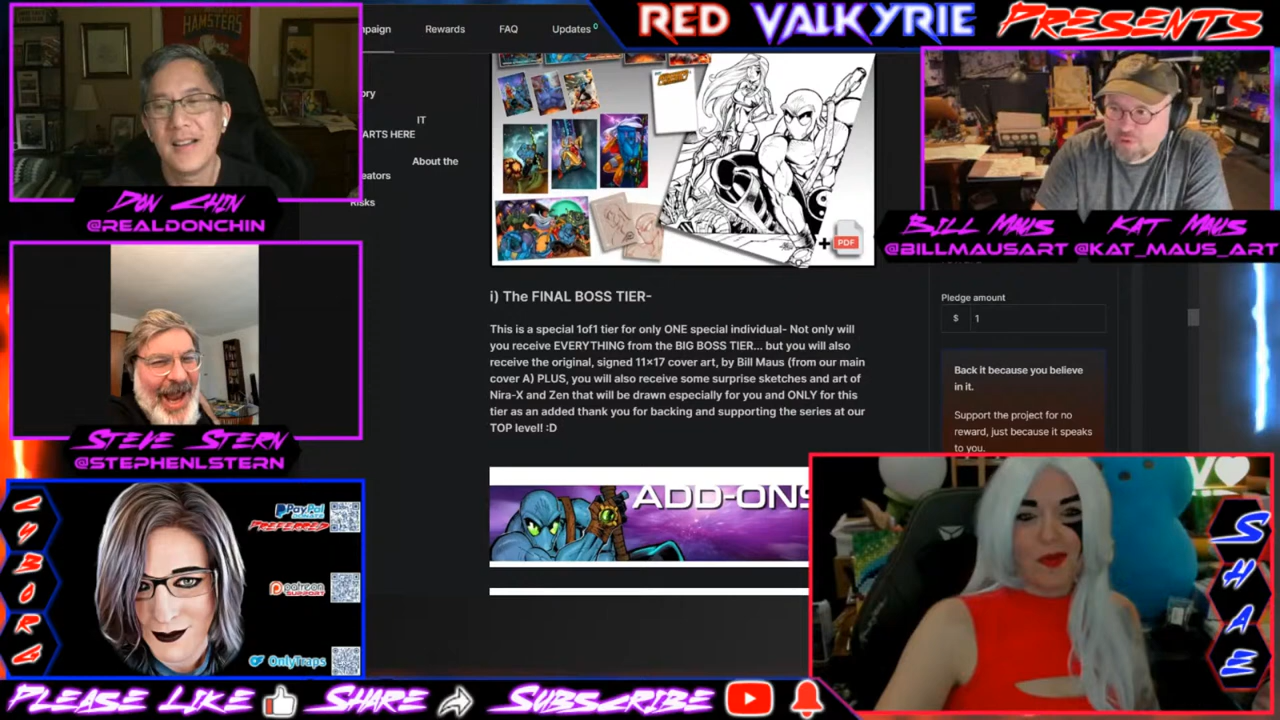 RED VALKYRIE PRESENTS
HAMSTERS
DON CHIN
@REALDONCHIN
paign
Rewards
FAQ
Updates 0
ory
IT
ARTS HERE
About the
eators
Risks
+ PDF
BILL MAUS KAT MAUS
@BILLMAUSART @KAT_MAUS_ART
STEVE STERN
@STEPHENLSTERN
i) The FINAL BOSS TIER-
This is a special 1of1 tier for only ONE special individual- Not only will
you receive EVERYTHING from the BIG BOSS TIER... but you will also
receive the original, signed 11×17 cover art, by Bill Maus (from our main
cover A) PLUS, you will also receive some surprise sketches and art of
Nira-X and Zen that will be drawn especially for you and ONLY for this
tier as an added thank you for backing and supporting the series at our
TOP level! :D
ADD-ONS
Pledge amount
$ 1
Back it because you believe
in it.
Support the project for no
reward, just because it speaks
to you.
CYBORG
PayPal
PREFERRED
patreon
SUPPORT
OnlyTraps
SHAE
PLEASE LIKE SHARE SUBSCRIBE